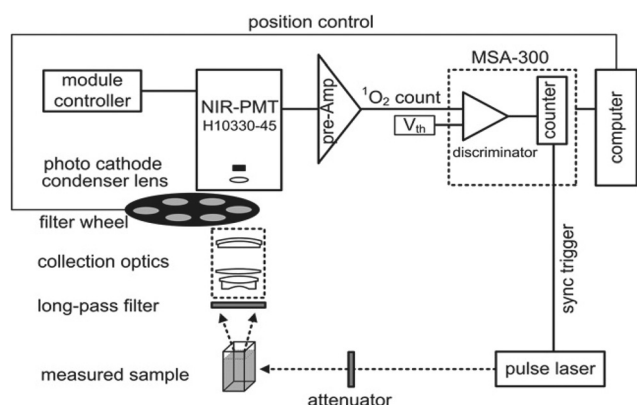 position control
MSA-300
module
controller
NIR-PMT
H10330-45
pre-Amp
¹O₂ count
Vth
discriminator
counter
computer
photo cathode
condenser lens
filter wheel
collection optics
long-pass filter
sync trigger
measured sample
attenuator
pulse laser